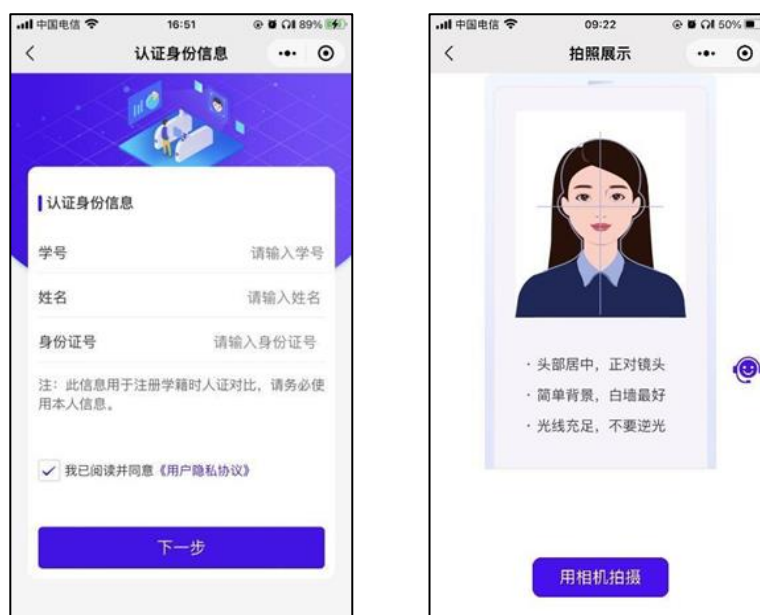 中国电信 16:51 89%
认证身份信息
认证身份信息
学号 请输入学号
姓名 请输入姓名
身份证号 请输入身份证号
注：此信息用于注册学籍时人证对比，请务必使
用本人信息。
我已阅读并同意《用户隐私协议》
下一步
中国电信 09:22 50%
拍照展示
· 头部居中，正对镜头
· 简单背景，白墙最好
· 光线充足，不要逆光
用相机拍摄